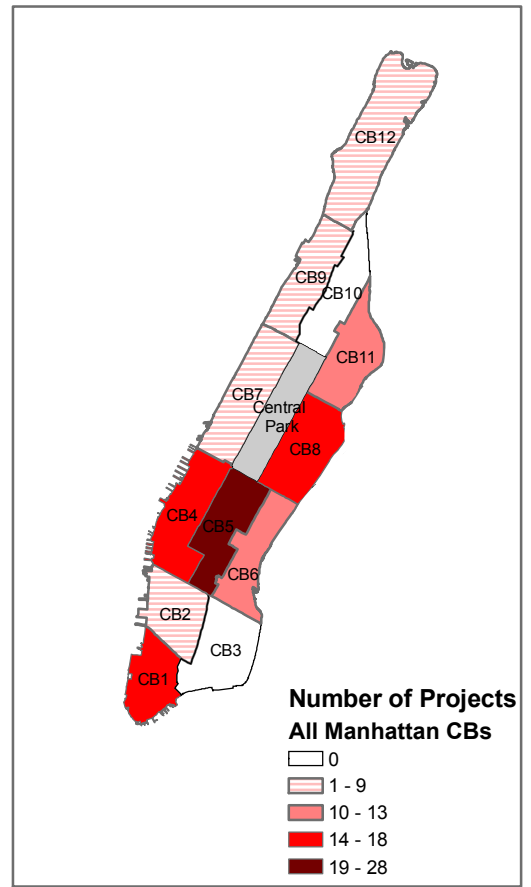 CB12
CB9
CB10
CB11
CB7
Central
Park
CB8
CB4
CB5
CB6
CB2
CB3
CB1
Number of Projects
All Manhattan CBs
0
1 - 9
10 - 13
14 - 18
19 - 28